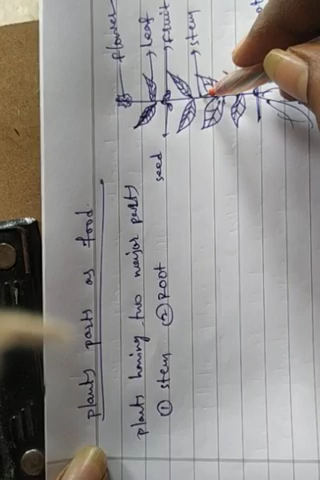 plants parts as food.
plants having two major parts
① stem ② Root
seed
flower
leaf
fruit
stem